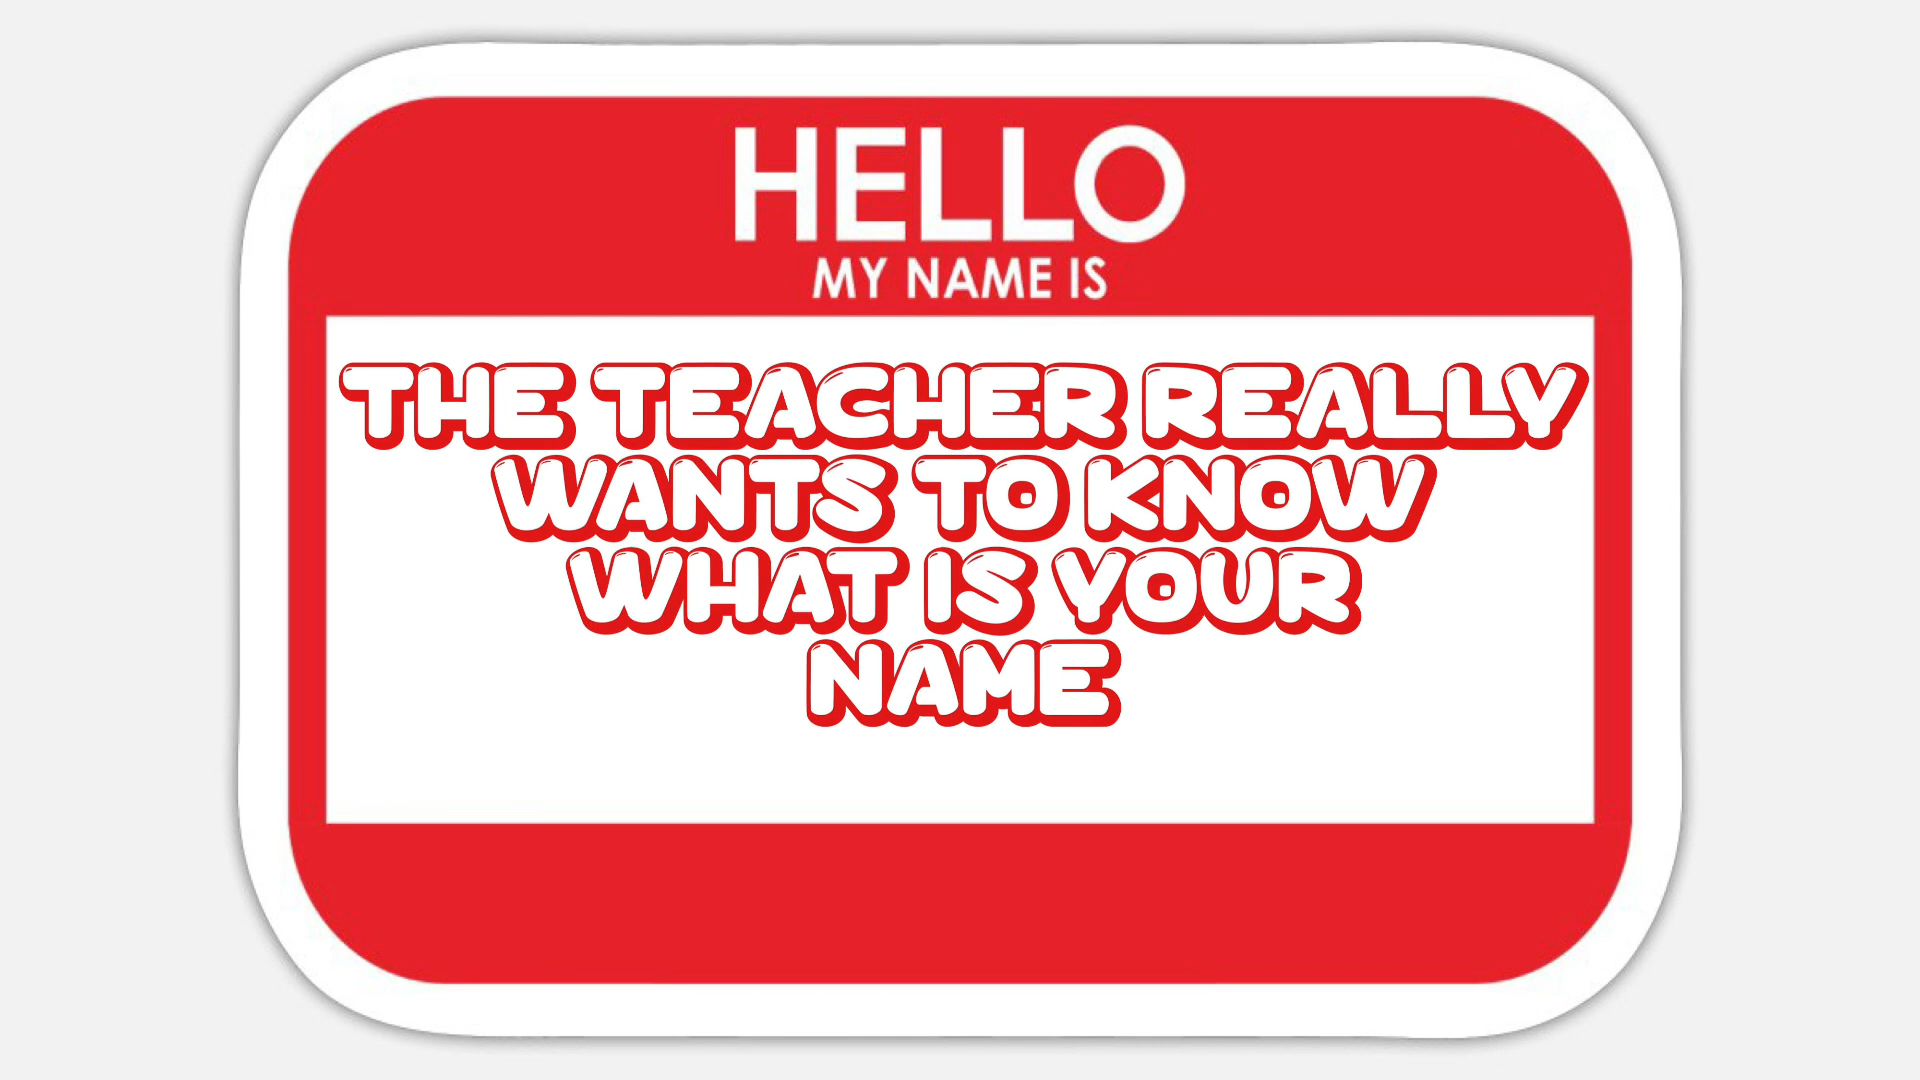 HELLO
MY NAME IS
THE TEACHER REALLY
WANTS TO KNOW
WHAT IS YOUR
NAME